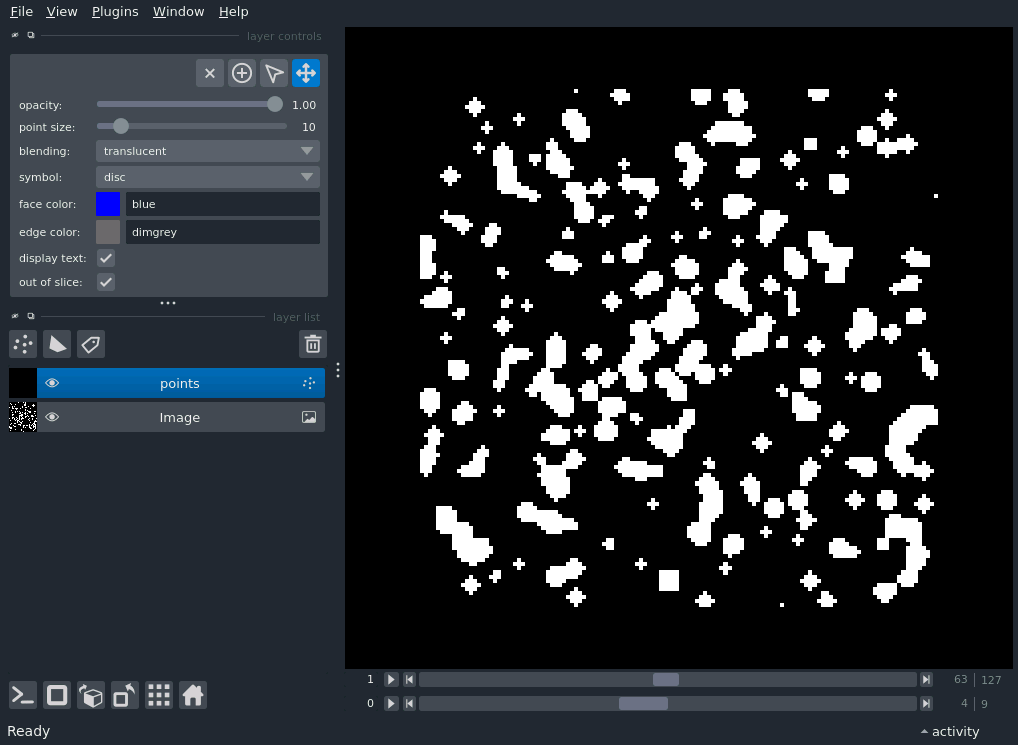 File View Plugins Window Help
layer controls
opacity: 1.00
point size: 10
blending: translucent
symbol: disc
face color: blue
edge color: dimgrey
display text:
out of slice:
layer list
points
Image
1 63 127
0 4 9
Ready activity